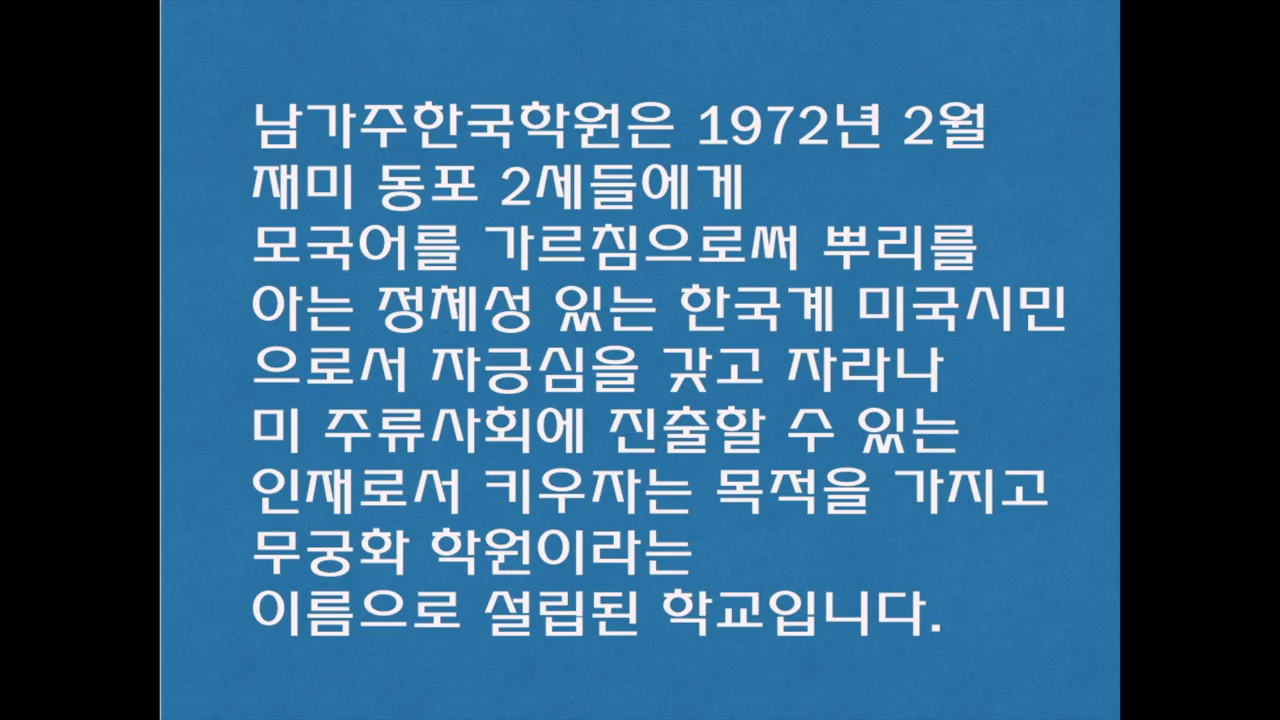 남가주한국학원은 1972년 2월
재미 동포 2세들에게
모국어를 가르침으로써 뿌리를
아는 정체성 있는 한국계 미국시민
으로서 자긍심을 갖고 자라나
미 주류사회에 진출할 수 있는
인재로서 키우자는 목적을 가지고
무궁화 학원이라는
이름으로 설립된 학교입니다.